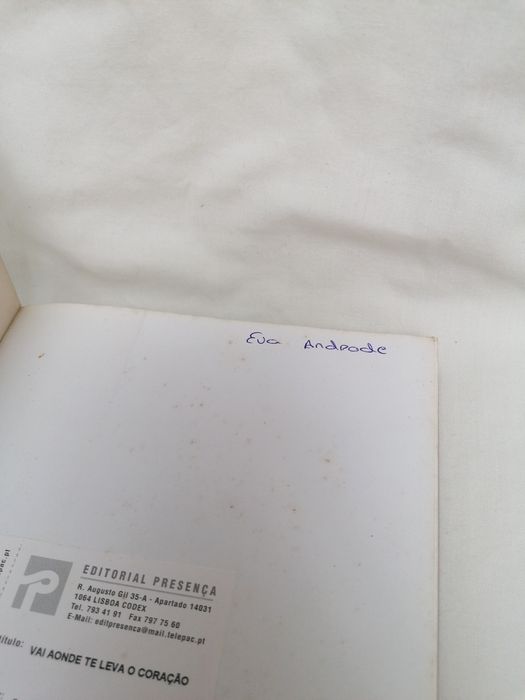 Eva Andrade
EDITORIAL PRESENÇA
R. Augusto Gil 35-A - Apartado 14031
1064 LISBOA CODEX
Tel. 793 41 91 Fax 797 75 60
E-Mail: editpresenca@mail.telepac.pt
título: VAI AONDE TE LEVA O CORAÇÃO